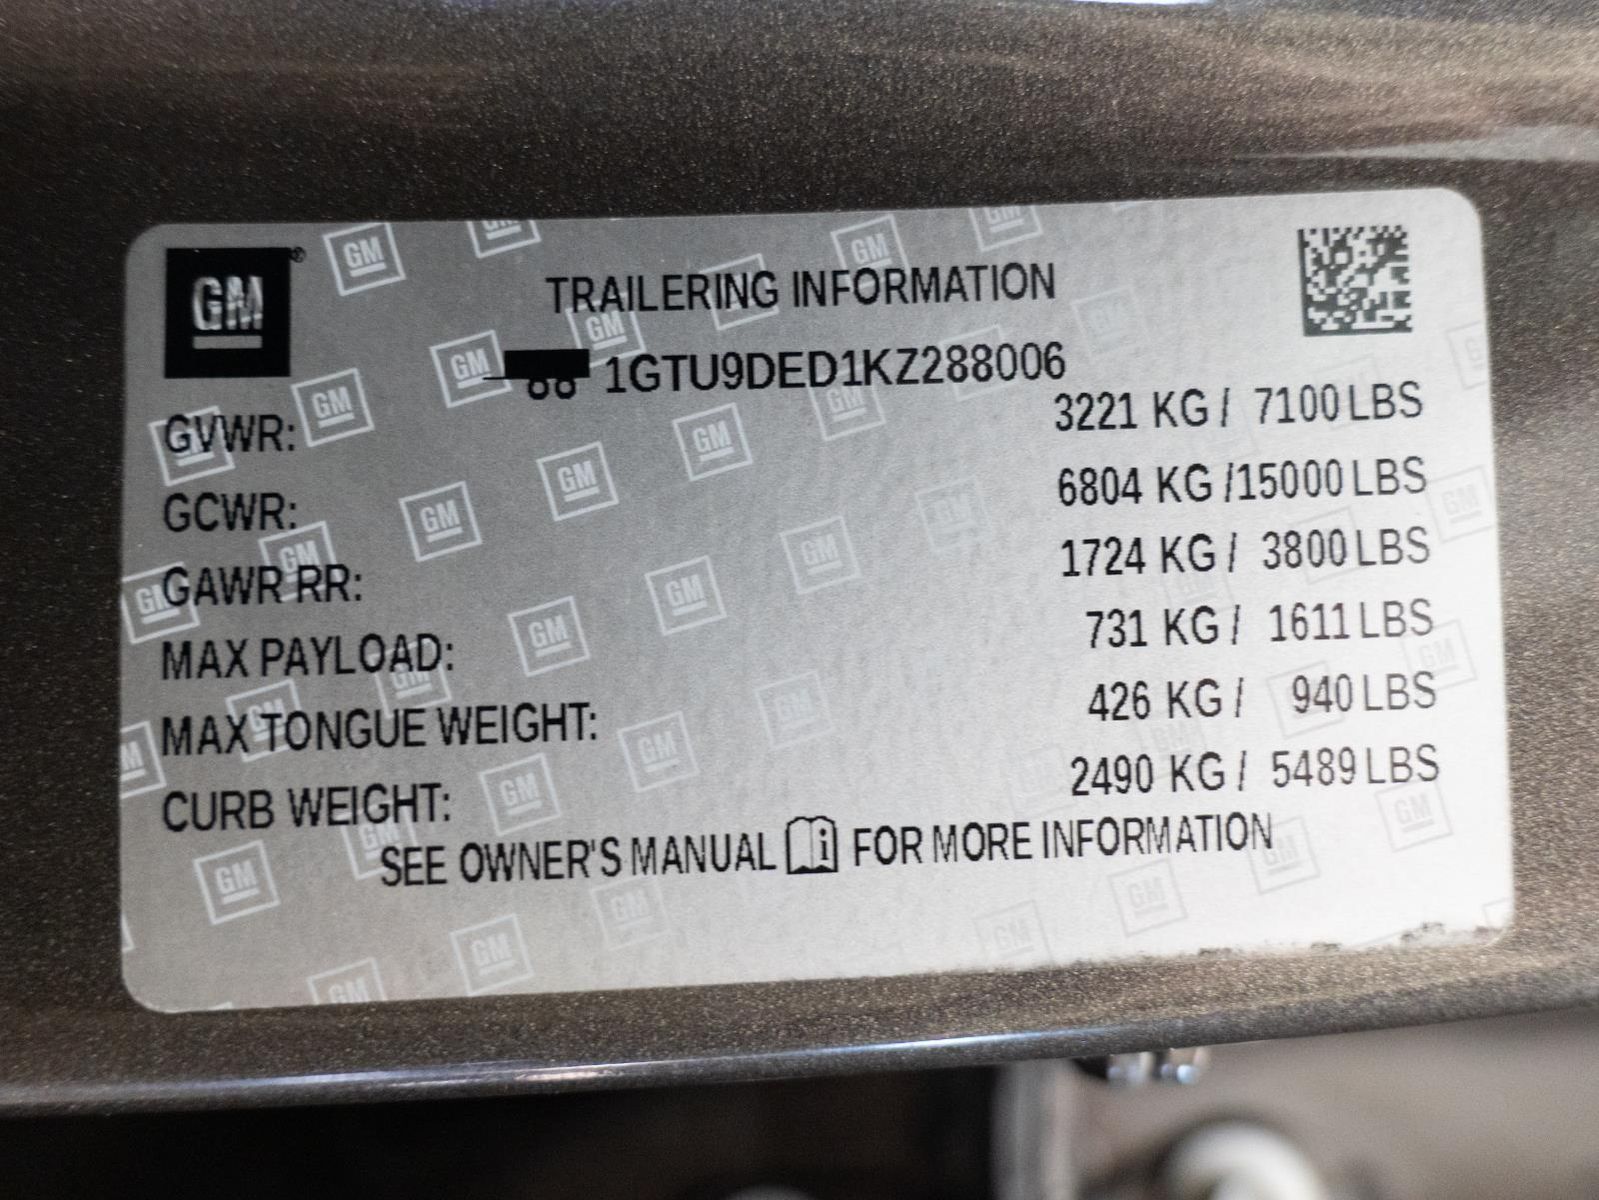 GM
TRAILERING INFORMATION
1GTU9DED1KZ288006
GVWR: 3221 KG / 7100 LBS
GCWR: 6804 KG / 15000 LBS
GAWR RR: 1724 KG / 3800 LBS
MAX PAYLOAD: 731 KG / 1611 LBS
MAX TONGUE WEIGHT: 426 KG / 940 LBS
CURB WEIGHT: 2490 KG / 5489 LBS
SEE OWNER'S MANUAL i FOR MORE INFORMATION